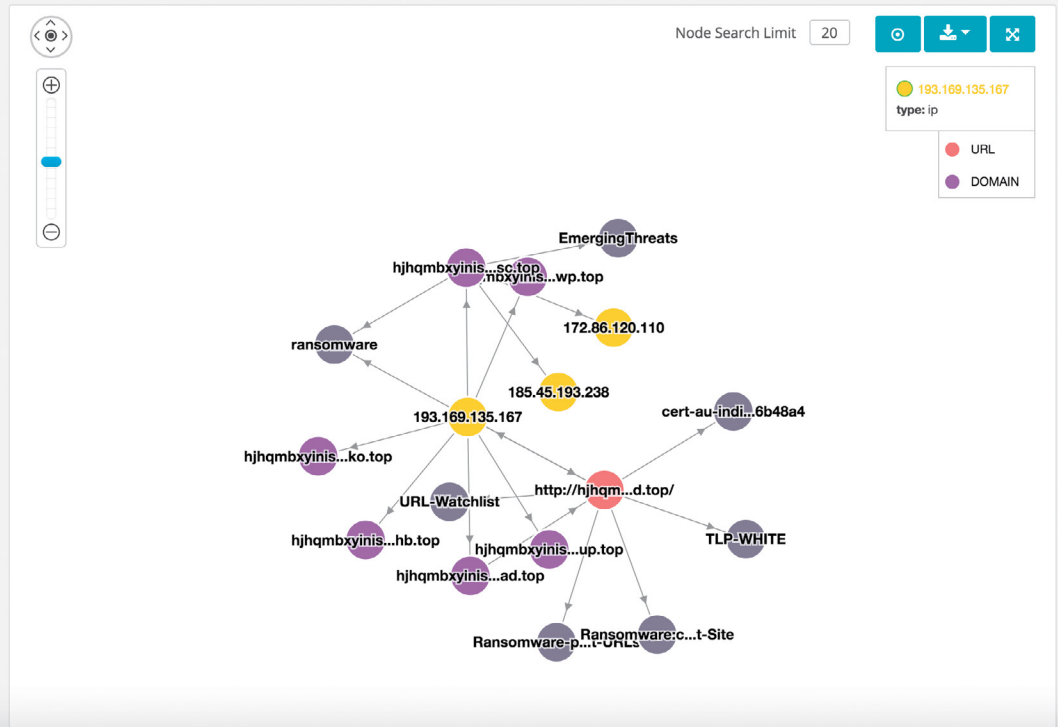 Node Search Limit 20
193.169.135.167
type: ip
URL
DOMAIN
EmergingThreats
hjhqmbxyinis...sc.top
mbxyinis...wp.top
172.86.120.110
ransomware
185.45.193.238
193.169.135.167
cert-au-indi...6b48a4
hjhqmbxyinis...ko.top
http://hjhqm...d.top/
URL-Watchlist
hjhqmbxyinis...hb.top
TLP-WHITE
hjhqmbxyinis...up.top
hjhqmbxyinis...ad.top
Ransomware:c...t-Site
Ransomware-p...t-URLs